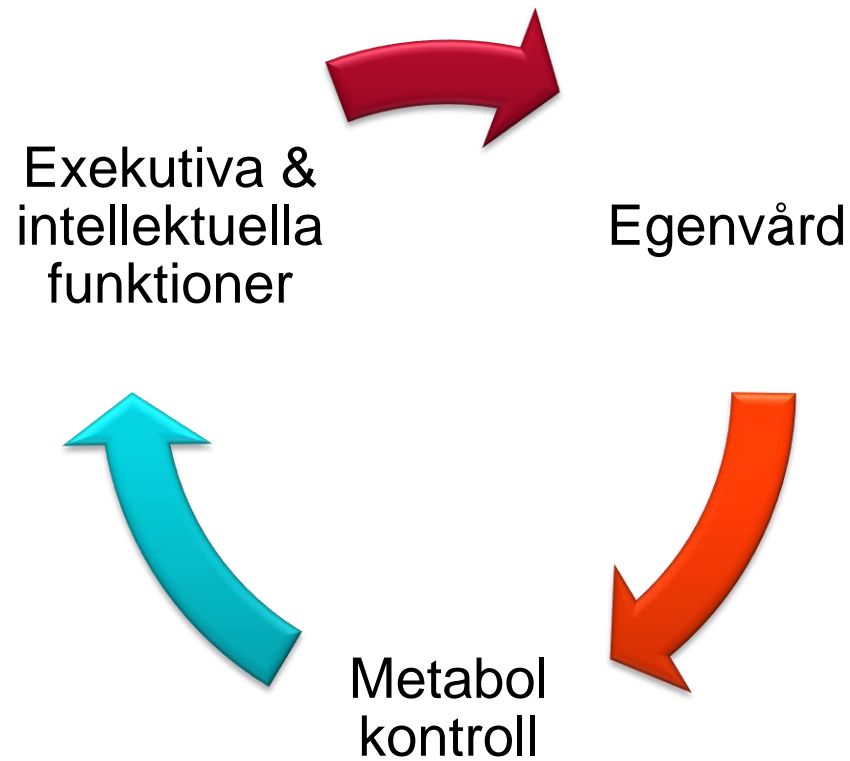 Exekutiva &
intellektuella
funktioner
Egenvård
Metabol
kontroll